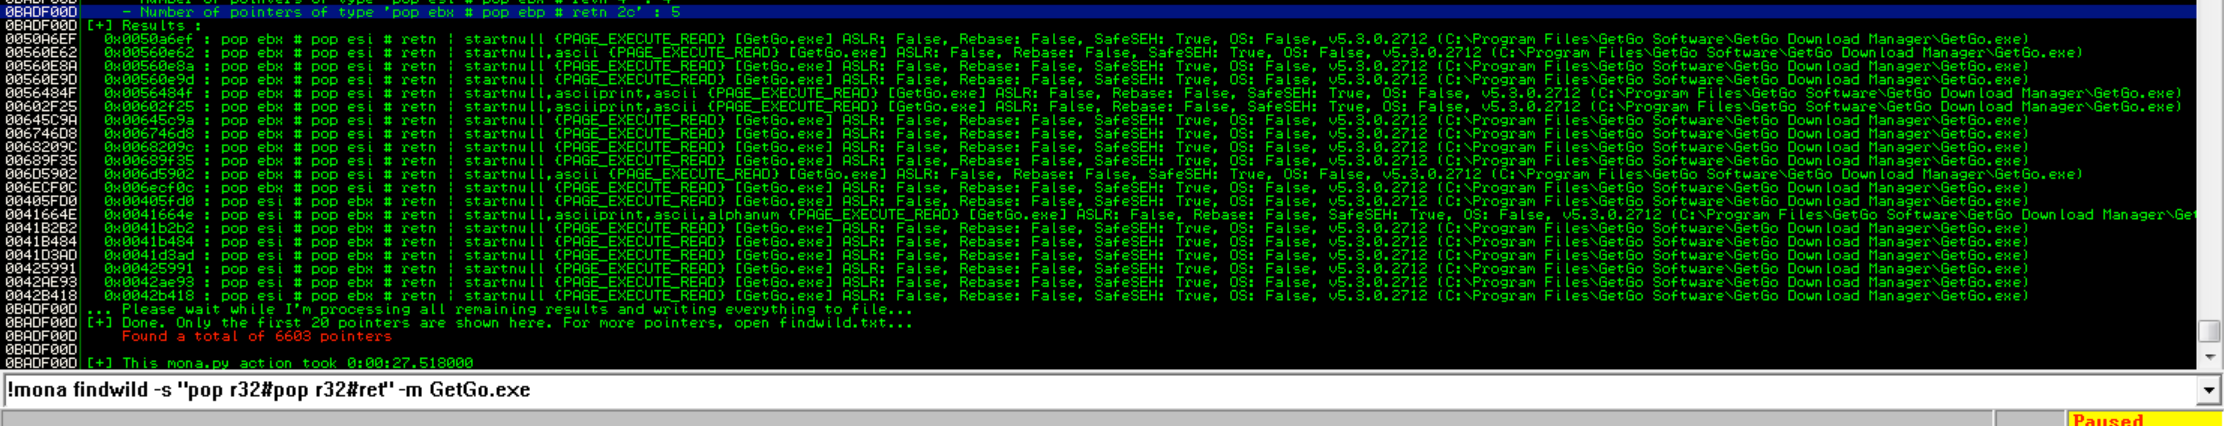 0BADF00D - Number of pointers of type 'pop ebx # pop ebp # retn 2c' : 5
0BADF00D [+] Results :
0050A6EF 0x0050a6ef : pop ebx # pop esi # retn | startnull {PAGE_EXECUTE_READ} [GetGo.exe] ASLR: False, Rebase: False, SafeSEH: True, OS: False, v5.3.0.2712 (C:\Program Files\GetGo Software\GetGo Download Manager\GetGo.exe)
00560E62 0x00560e62 : pop ebx # pop esi # retn | startnull,ascii {PAGE_EXECUTE_READ} [GetGo.exe] ASLR: False, Rebase: False, SafeSEH: True, OS: False, v5.3.0.2712 (C:\Program Files\GetGo Software\GetGo Download Manager\GetGo.exe)
00560E8A 0x00560e8a : pop ebx # pop esi # retn | startnull {PAGE_EXECUTE_READ} [GetGo.exe] ASLR: False, Rebase: False, SafeSEH: True, OS: False, v5.3.0.2712 (C:\Program Files\GetGo Software\GetGo Download Manager\GetGo.exe)
00560E9D 0x00560e9d : pop ebx # pop esi # retn | startnull {PAGE_EXECUTE_READ} [GetGo.exe] ASLR: False, Rebase: False, SafeSEH: True, OS: False, v5.3.0.2712 (C:\Program Files\GetGo Software\GetGo Download Manager\GetGo.exe)
0056484F 0x0056484f : pop ebx # pop esi # retn | startnull,asciiprint,ascii {PAGE_EXECUTE_READ} [GetGo.exe] ASLR: False, Rebase: False, SafeSEH: True, OS: False, v5.3.0.2712 (C:\Program Files\GetGo Software\GetGo Download Manager\GetGo.exe)
00602F25 0x00602f25 : pop ebx # pop esi # retn | startnull,asciiprint,ascii {PAGE_EXECUTE_READ} [GetGo.exe] ASLR: False, Rebase: False, SafeSEH: True, OS: False, v5.3.0.2712 (C:\Program Files\GetGo Software\GetGo Download Manager\GetGo.exe)
00645C9A 0x00645c9a : pop ebx # pop esi # retn | startnull {PAGE_EXECUTE_READ} [GetGo.exe] ASLR: False, Rebase: False, SafeSEH: True, OS: False, v5.3.0.2712 (C:\Program Files\GetGo Software\GetGo Download Manager\GetGo.exe)
006746D8 0x006746d8 : pop ebx # pop esi # retn | startnull {PAGE_EXECUTE_READ} [GetGo.exe] ASLR: False, Rebase: False, SafeSEH: True, OS: False, v5.3.0.2712 (C:\Program Files\GetGo Software\GetGo Download Manager\GetGo.exe)
0068209C 0x0068209c : pop ebx # pop esi # retn | startnull {PAGE_EXECUTE_READ} [GetGo.exe] ASLR: False, Rebase: False, SafeSEH: True, OS: False, v5.3.0.2712 (C:\Program Files\GetGo Software\GetGo Download Manager\GetGo.exe)
00689F35 0x00689f35 : pop ebx # pop esi # retn | startnull {PAGE_EXECUTE_READ} [GetGo.exe] ASLR: False, Rebase: False, SafeSEH: True, OS: False, v5.3.0.2712 (C:\Program Files\GetGo Software\GetGo Download Manager\GetGo.exe)
006D5902 0x006d5902 : pop ebx # pop esi # retn | startnull,ascii {PAGE_EXECUTE_READ} [GetGo.exe] ASLR: False, Rebase: False, SafeSEH: True, OS: False, v5.3.0.2712 (C:\Program Files\GetGo Software\GetGo Download Manager\GetGo.exe)
006ECF0C 0x006ecf0c : pop ebx # pop esi # retn | startnull {PAGE_EXECUTE_READ} [GetGo.exe] ASLR: False, Rebase: False, SafeSEH: True, OS: False, v5.3.0.2712 (C:\Program Files\GetGo Software\GetGo Download Manager\GetGo.exe)
00405FD0 0x00405fd0 : pop esi # pop ebx # retn | startnull {PAGE_EXECUTE_READ} [GetGo.exe] ASLR: False, Rebase: False, SafeSEH: True, OS: False, v5.3.0.2712 (C:\Program Files\GetGo Software\GetGo Download Manager\GetGo.exe)
0041664E 0x0041664e : pop esi # pop ebx # retn | startnull,asciiprint,ascii,alphanum {PAGE_EXECUTE_READ} [GetGo.exe] ASLR: False, Rebase: False, SafeSEH: True, OS: False, v5.3.0.2712 (C:\Program Files\GetGo Software\GetGo Download Manager\Get
0041B2B2 0x0041b2b2 : pop esi # pop ebx # retn | startnull {PAGE_EXECUTE_READ} [GetGo.exe] ASLR: False, Rebase: False, SafeSEH: True, OS: False, v5.3.0.2712 (C:\Program Files\GetGo Software\GetGo Download Manager\GetGo.exe)
0041B484 0x0041b484 : pop esi # pop ebx # retn | startnull {PAGE_EXECUTE_READ} [GetGo.exe] ASLR: False, Rebase: False, SafeSEH: True, OS: False, v5.3.0.2712 (C:\Program Files\GetGo Software\GetGo Download Manager\GetGo.exe)
0041D3AD 0x0041d3ad : pop esi # pop ebx # retn | startnull {PAGE_EXECUTE_READ} [GetGo.exe] ASLR: False, Rebase: False, SafeSEH: True, OS: False, v5.3.0.2712 (C:\Program Files\GetGo Software\GetGo Download Manager\GetGo.exe)
00425991 0x00425991 : pop esi # pop ebx # retn | startnull {PAGE_EXECUTE_READ} [GetGo.exe] ASLR: False, Rebase: False, SafeSEH: True, OS: False, v5.3.0.2712 (C:\Program Files\GetGo Software\GetGo Download Manager\GetGo.exe)
0042AE93 0x0042ae93 : pop esi # pop ebx # retn | startnull {PAGE_EXECUTE_READ} [GetGo.exe] ASLR: False, Rebase: False, SafeSEH: True, OS: False, v5.3.0.2712 (C:\Program Files\GetGo Software\GetGo Download Manager\GetGo.exe)
0042B418 0x0042b418 : pop esi # pop ebx # retn | startnull {PAGE_EXECUTE_READ} [GetGo.exe] ASLR: False, Rebase: False, SafeSEH: True, OS: False, v5.3.0.2712 (C:\Program Files\GetGo Software\GetGo Download Manager\GetGo.exe)
0BADF00D ... Please wait while I'm processing all remaining results and writing everything to file...
0BADF00D [+] Done. Only the first 20 pointers are shown here. For more pointers, open findwild.txt...
0BADF00D Found a total of 6603 pointers
0BADF00D
0BADF00D [+] This mona.py action took 0:00:27.518000
!mona findwild -s "pop r32#pop r32#ret" -m GetGo.exe
Paused